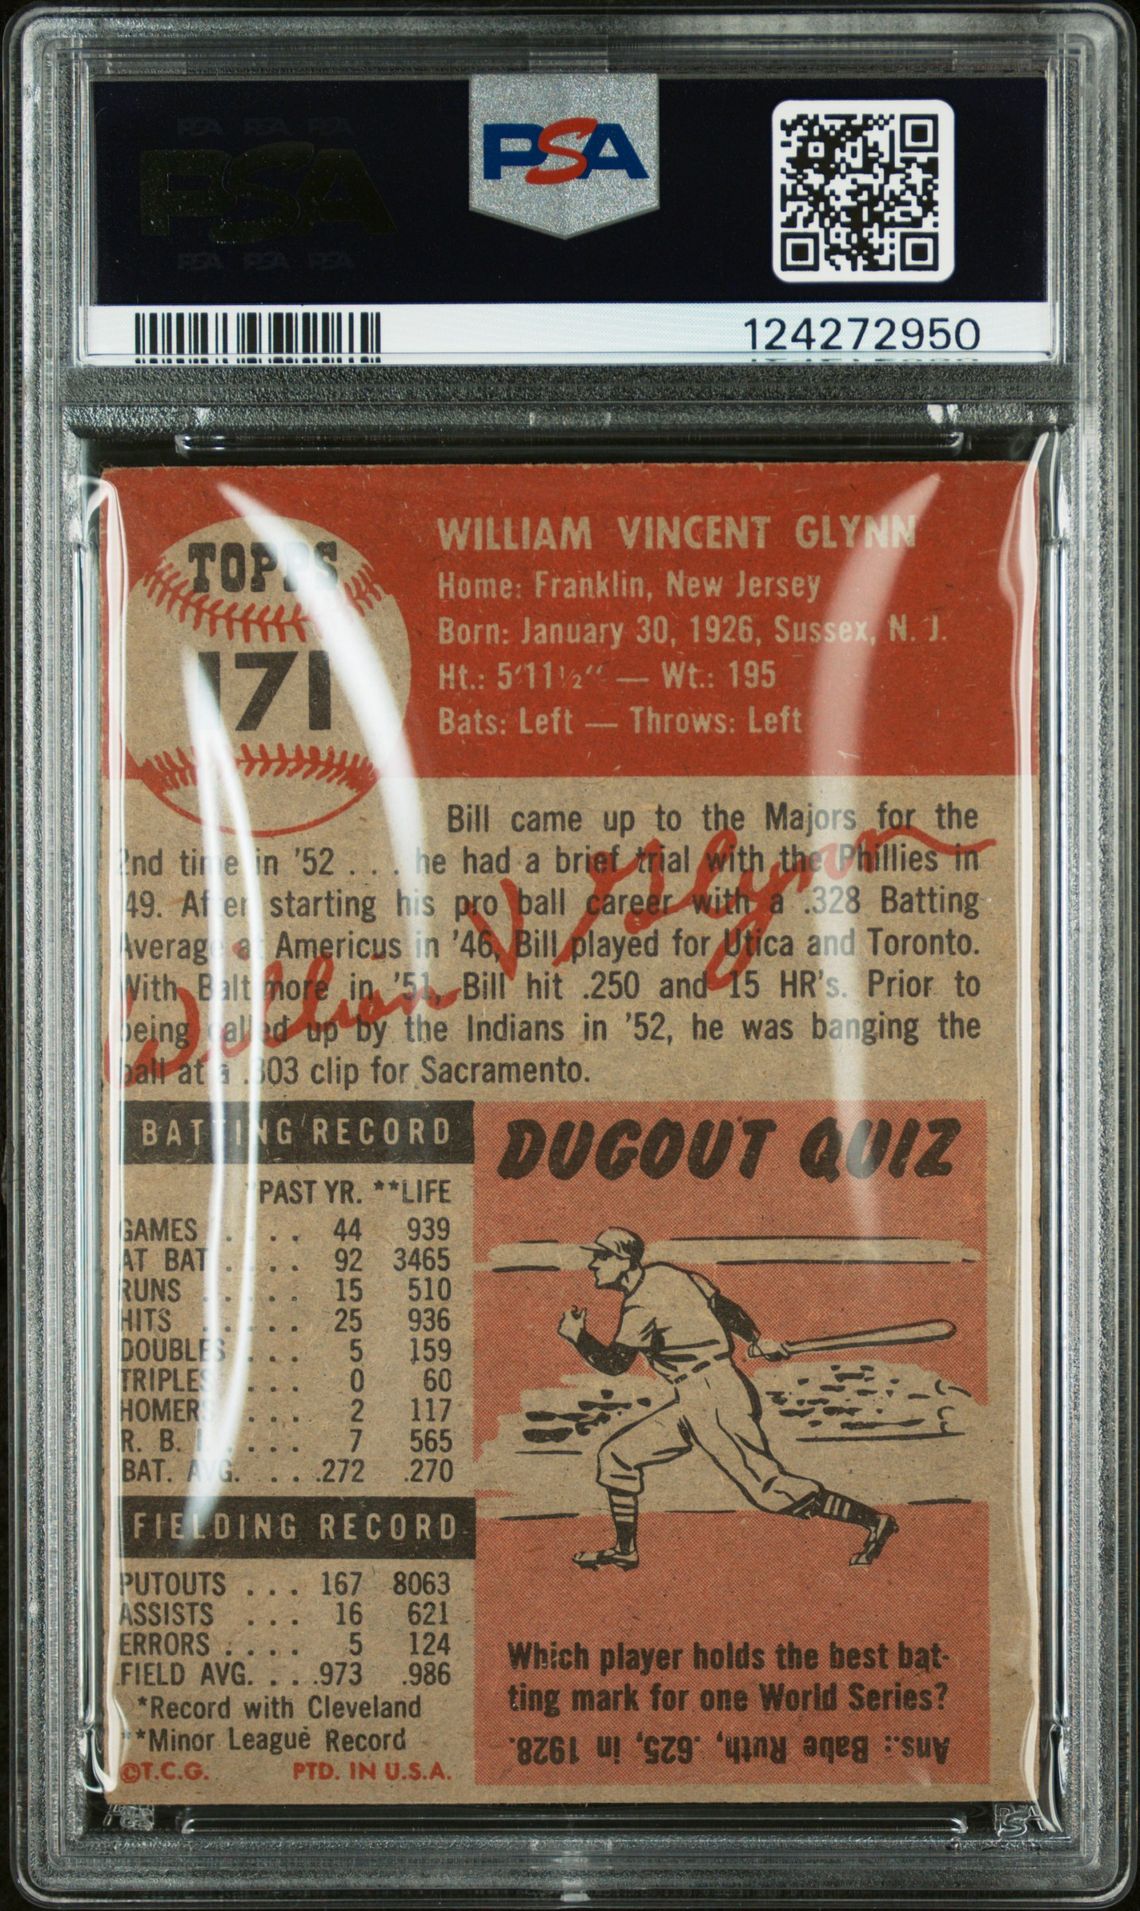 PSA PSA PSA
PSA
PSA PSA PSA
PSA
124272950
TOPPS
171
WILLIAM VINCENT GLYNN
Home: Franklin, New Jersey
Born: January 30, 1926, Sussex, N. J.
Ht.: 5'11½" — Wt.: 195
Bats: Left — Throws: Left
Bill came up to the Majors for the
2nd time in '52 . . . he had a brief trial with the Phillies in
'49. After starting his pro ball career with a .328 Batting
Average at Americus in '46, Bill played for Utica and Toronto.
With Baltimore in '51, Bill hit .250 and 15 HR's. Prior to
being called up by the Indians in '52, he was banging the
ball at a .303 clip for Sacramento.
William V Glynn
BATTING RECORD
*PAST YR. **LIFE
GAMES . . . . 44 939
AT BAT . . . . 92 3465
RUNS . . . . . 15 510
HITS . . . . . 25 936
DOUBLES . . . 5 159
TRIPLES . . . 0 60
HOMERS . . . 2 117
R. B. I. . . . . 7 565
BAT. AVG. . . . .272 .270
FIELDING RECORD
PUTOUTS . . . 167 8063
ASSISTS . . . 16 621
ERRORS . . . . 5 124
FIELD AVG. . . . .973 .986
*Record with Cleveland
**Minor League Record
©T.C.G. PTD. IN U.S.A.
DUGOUT QUIZ
Which player holds the best bat-
ting mark for one World Series?
Ans.: Babe Ruth, .625, in 1928.
PSA